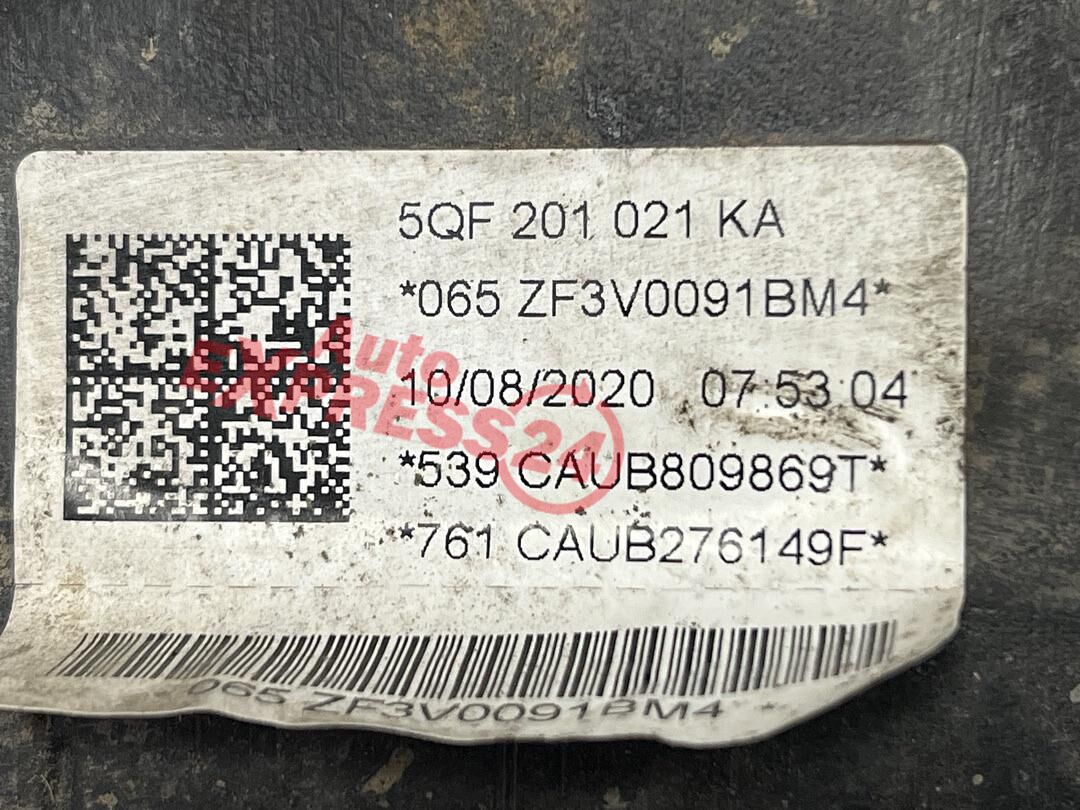 5QF 201 021 KA
*065 ZF3V0091BM4*
Auto
EXPRESS24
10/08/2020 07:53:04
*539 CAUB809869T*
*761 CAUB276149F*
065 ZF3V0091BM4 *